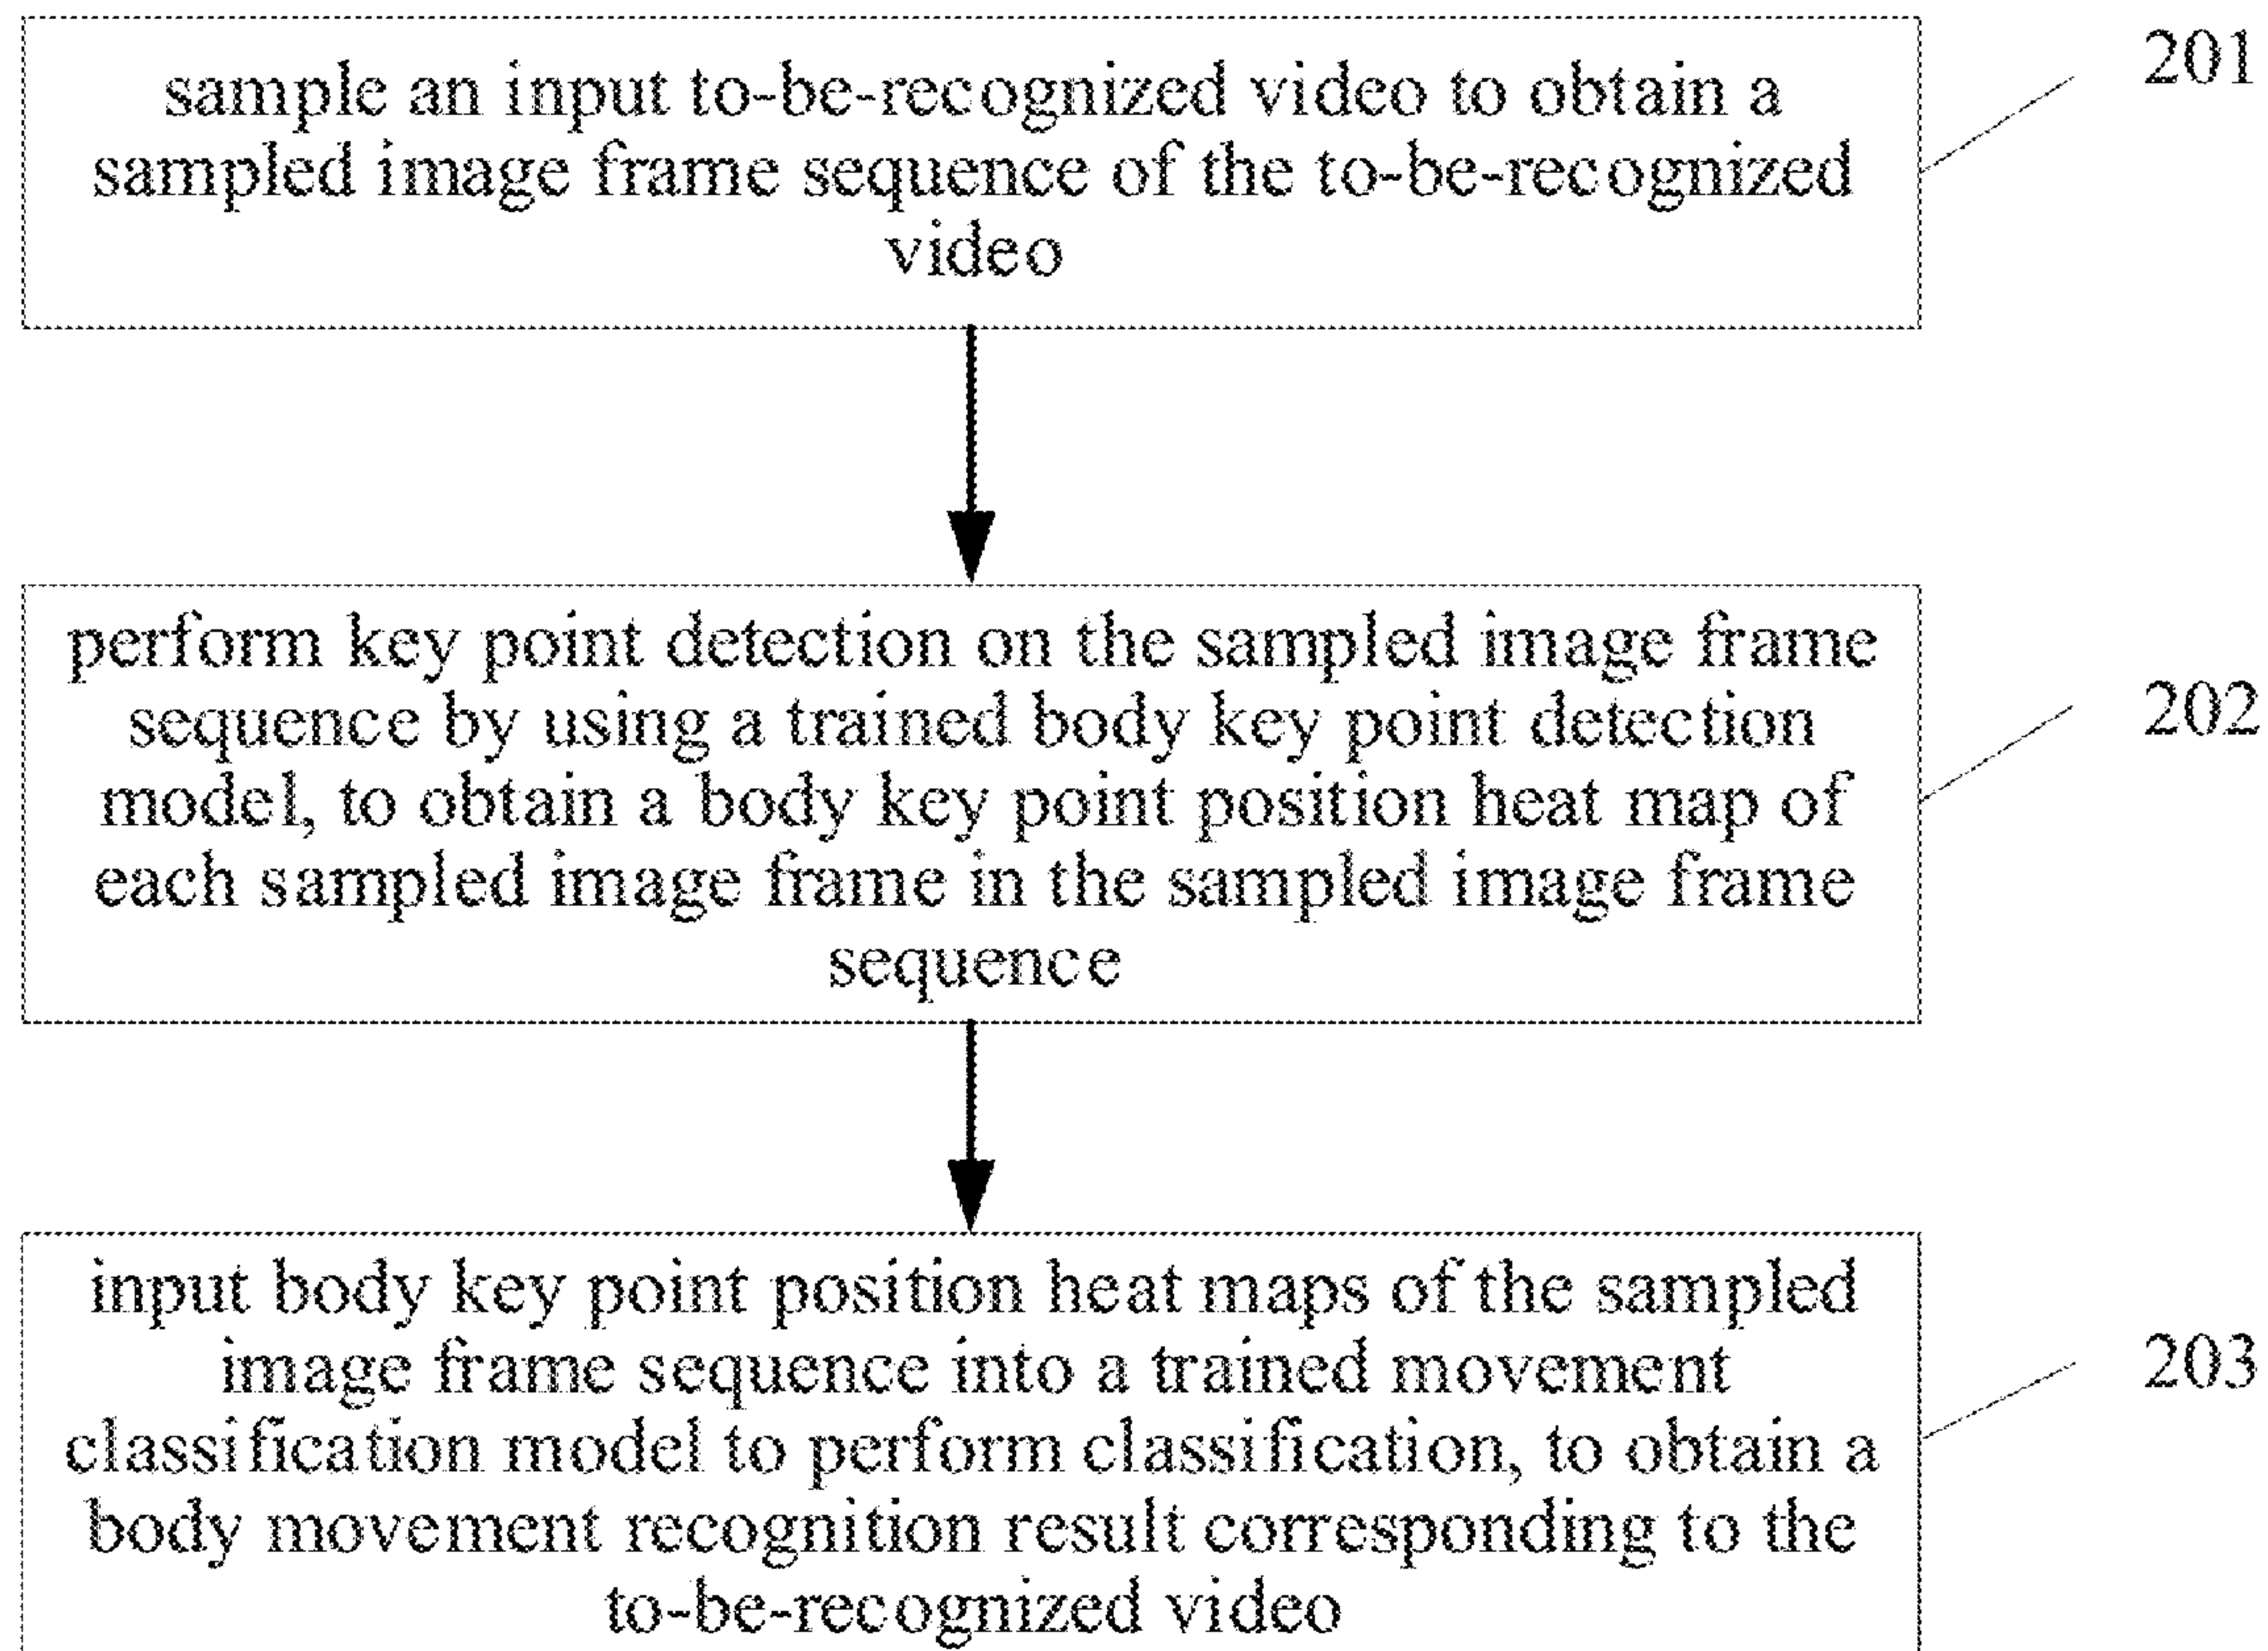 sample an input to-be-recognized video to obtain a
sampled image frame sequence of the to-be-recognized
video
201
perform key point detection on the sampled image frame
sequence by using a trained body key point detection
model, to obtain a body key point position heat map of
each sampled image frame in the sampled image frame
sequence
202
input body key point position heat maps of the sampled
image frame sequence into a trained movement
classification model to perform classification, to obtain a
body movement recognition result corresponding to the
to-be-recognized video
203